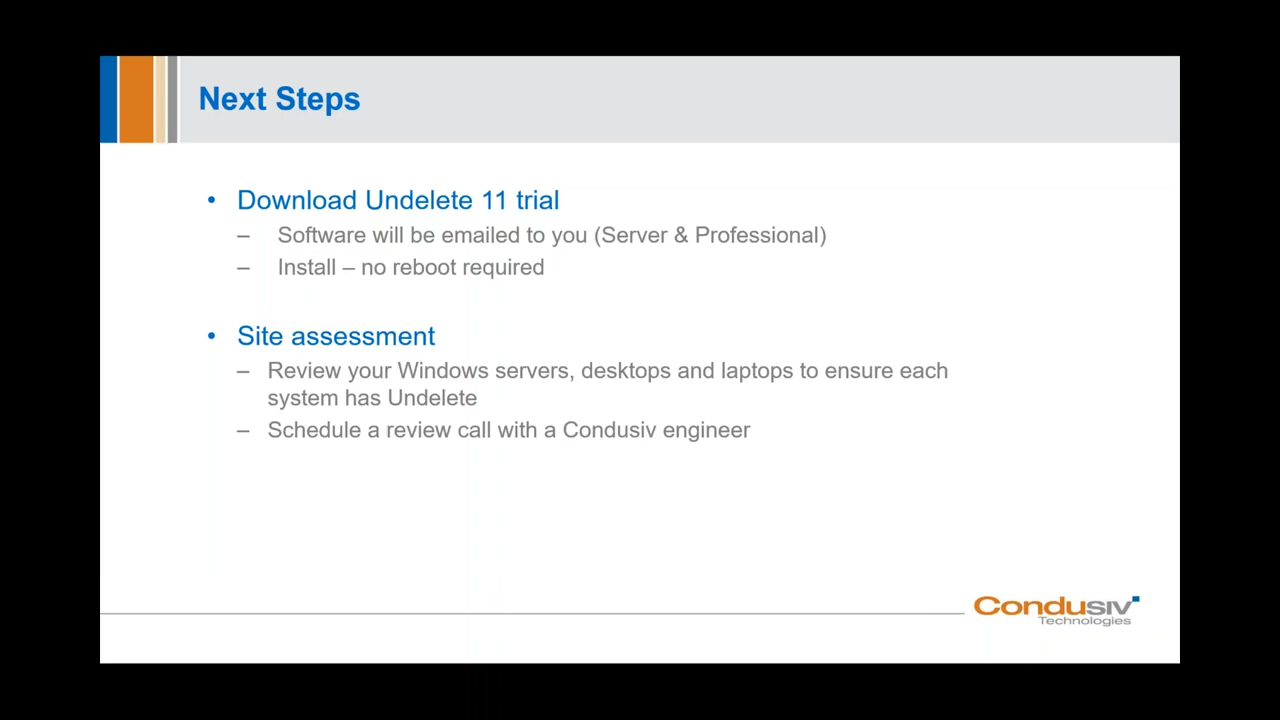 Next Steps
• Download Undelete 11 trial
– Software will be emailed to you (Server & Professional)
– Install – no reboot required
• Site assessment
– Review your Windows servers, desktops and laptops to ensure each
system has Undelete
– Schedule a review call with a Condusiv engineer
Condusiv
Technologies